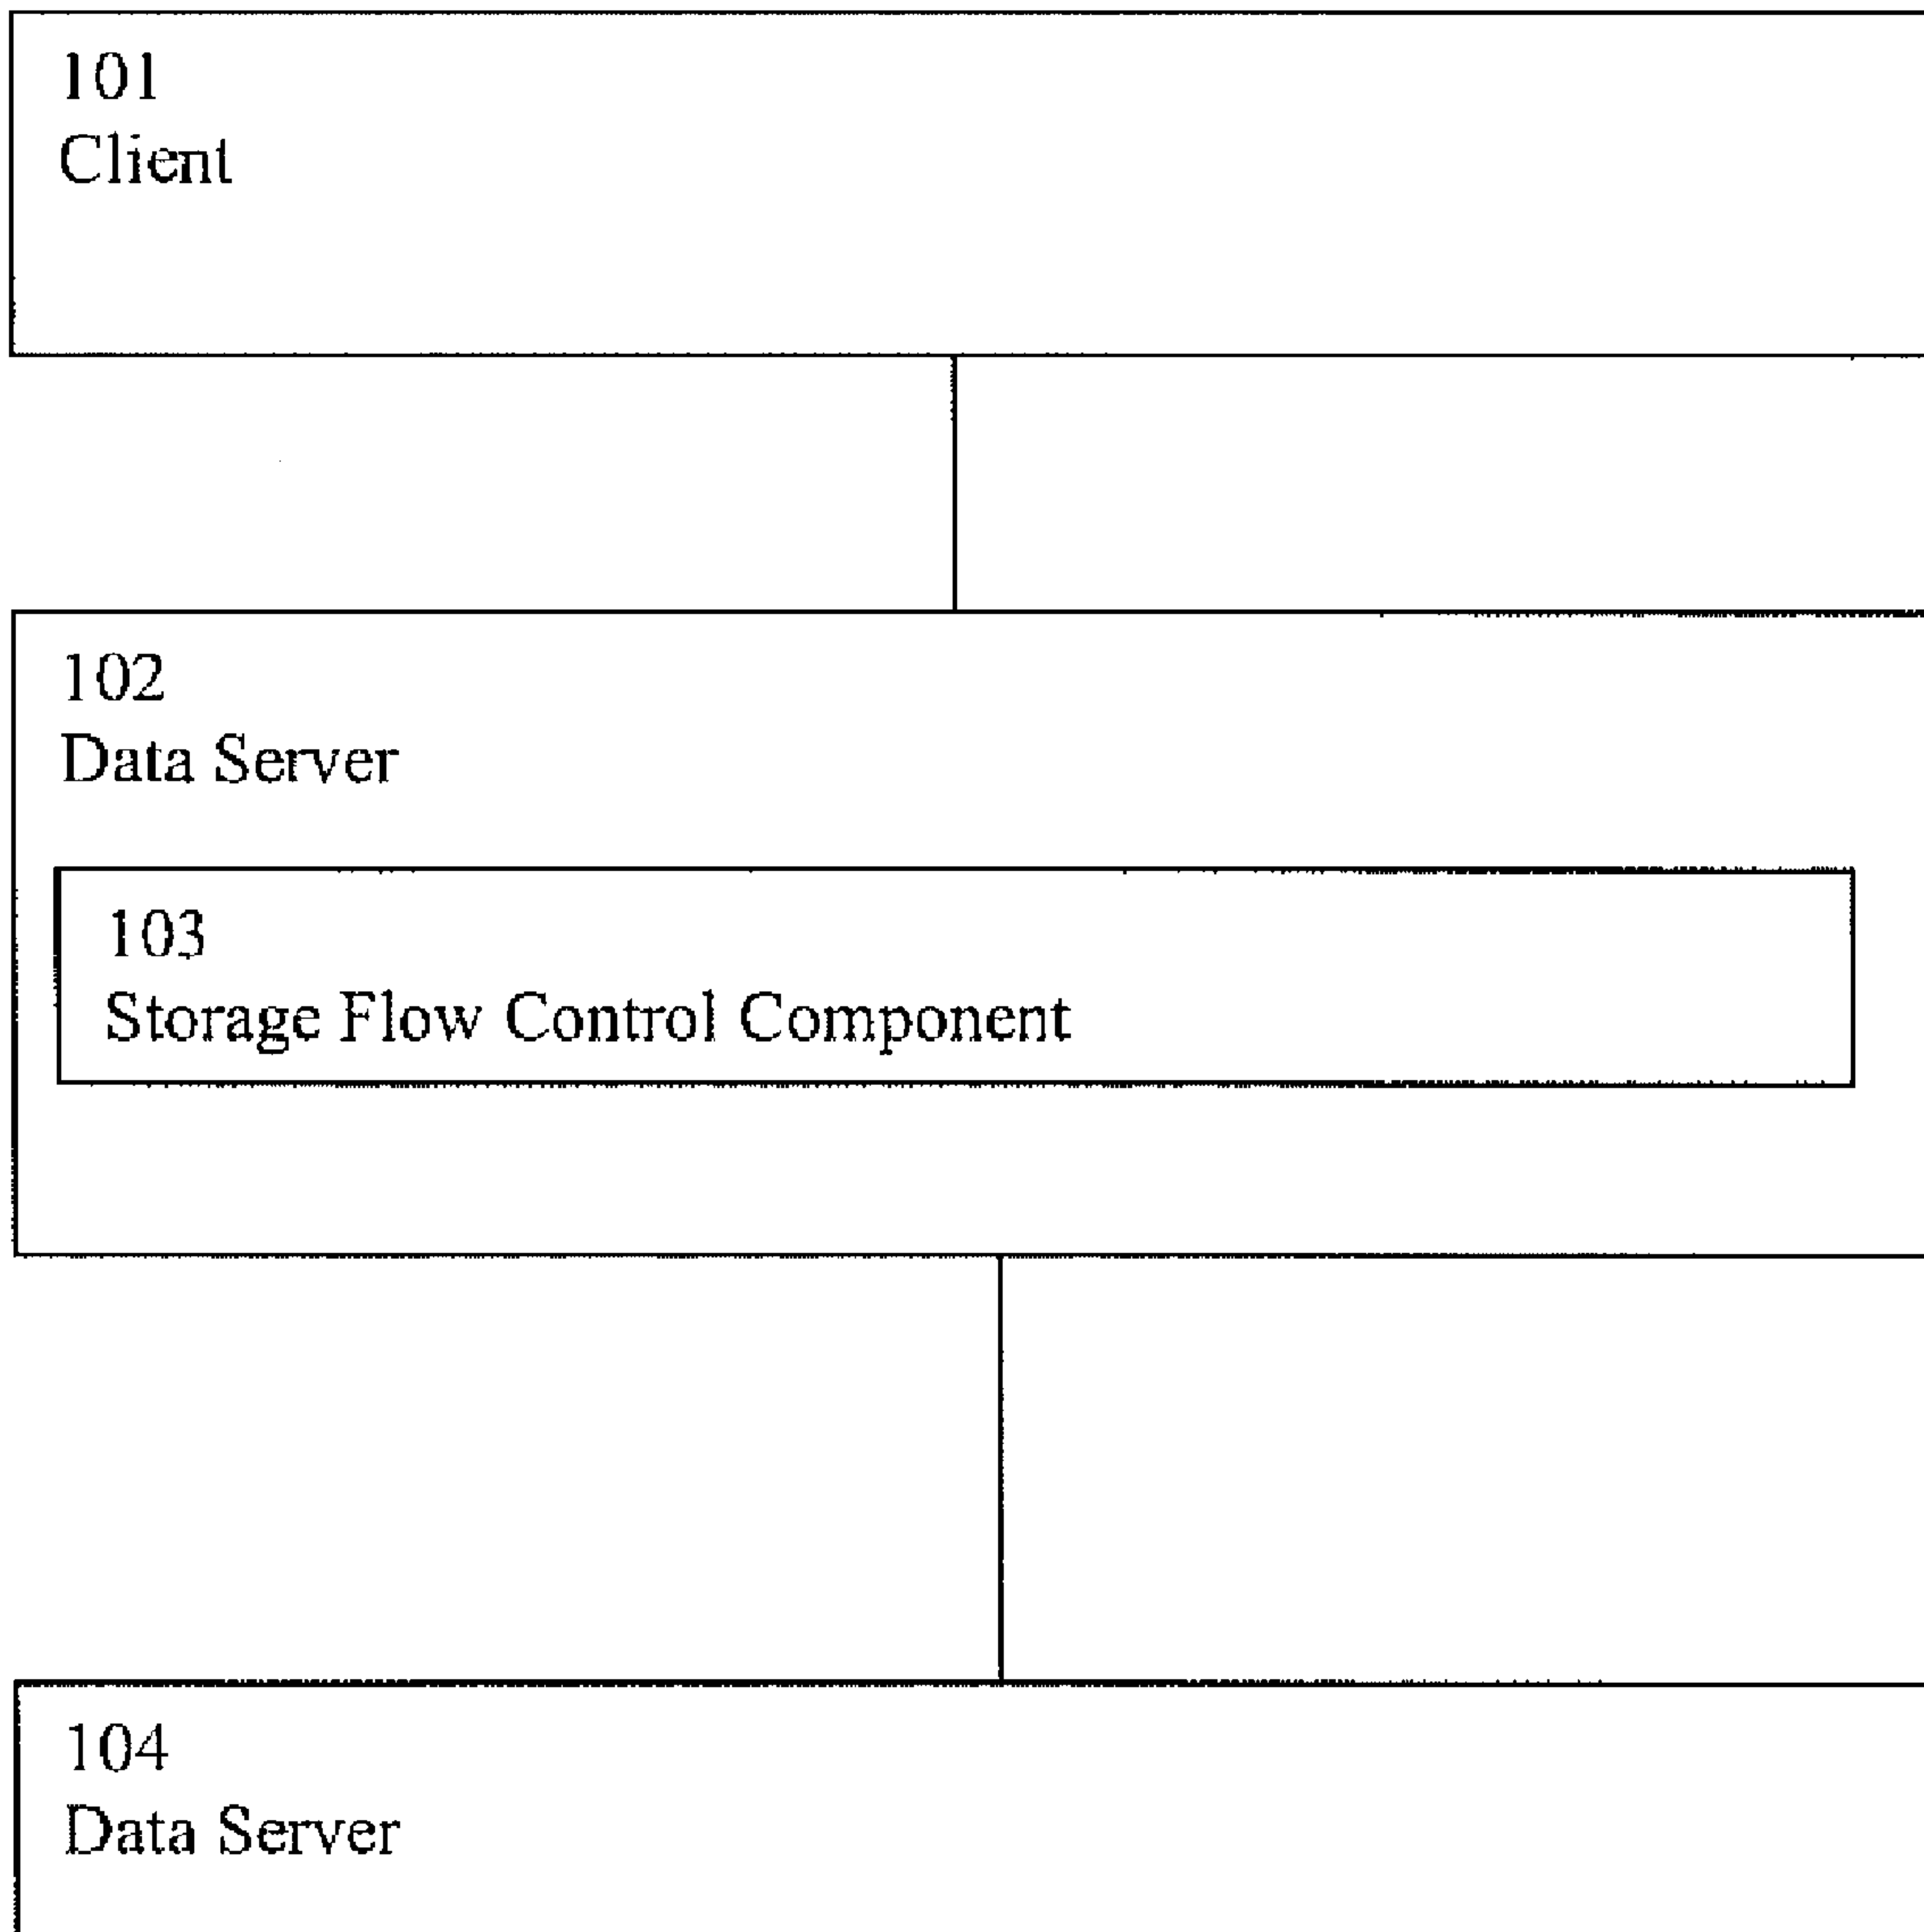 101
Client
102
Data Server
103
Storage Flow Control Component
104
Data Server